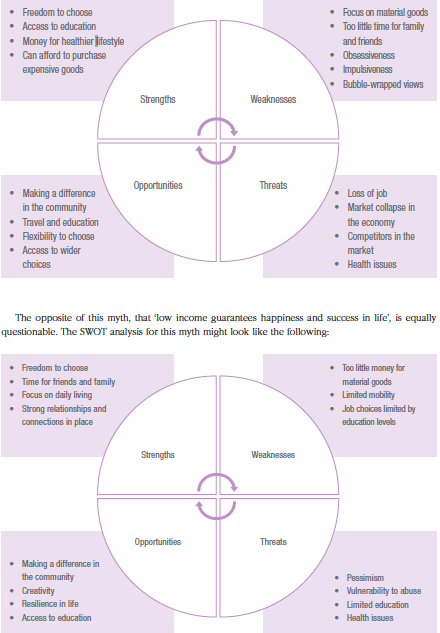 • Freedom to choose
• Access to education
• Money for healthier lifestyle
• Can afford to purchase
expensive goods
• Focus on material goods
• Too little time for family
and friends
• Obsessiveness
• Impulsiveness
• Bubble-wrapped views
Strengths
Weaknesses
Opportunities
Threats
• Making a difference
in the community
• Travel and education
• Flexibility to choose
• Access to wider
choices
• Loss of job
• Market collapse in
the economy
• Competitors in the
market
• Health issues
The opposite of this myth, that ‘low income guarantees happiness and success in life’, is equally
questionable. The SWOT analysis for this myth might look like the following:
• Freedom to choose
• Time for friends and family
• Focus on daily living
• Strong relationships and
connections in place
• Too little money for
material goods
• Limited mobility
• Job choices limited by
education levels
Strengths
Weaknesses
Opportunities
Threats
• Making a difference in
the community
• Creativity
• Resilience in life
• Access to education
• Pessimism
• Vulnerability to abuse
• Limited education
• Health issues